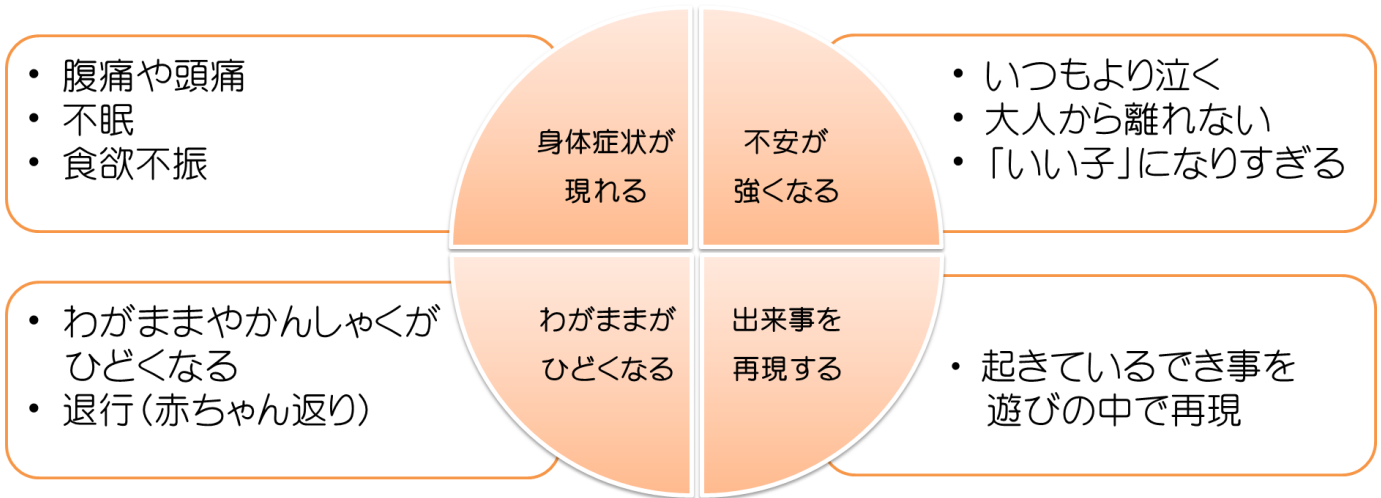 ・腹痛や頭痛
・不眠
・食欲不振
身体症状が
現れる
不安が
強くなる
・いつもより泣く
・大人から離れない
・「いい子」になりすぎる
・わがままやかんしゃくが
ひどくなる
・退行(赤ちゃん返り)
わがままが
ひどくなる
出来事を
再現する
・起きているでき事を
遊びの中で再現